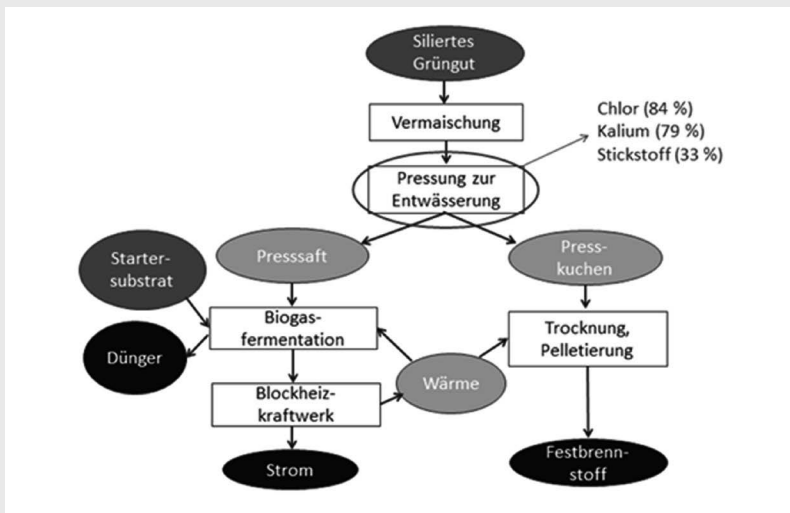 Siliertes
Grüngut
Vermaischung
Chlor (84 %)
Kalium (79 %)
Stickstoff (33 %)
Pressung zur
Entwässerung
Starter-
substrat
Presssaft
Press-
kuchen
Biogas-
fermentation
Trocknung,
Pelletierung
Dünger
Wärme
Blockheiz-
kraftwerk
Strom
Festbrenn-
stoff